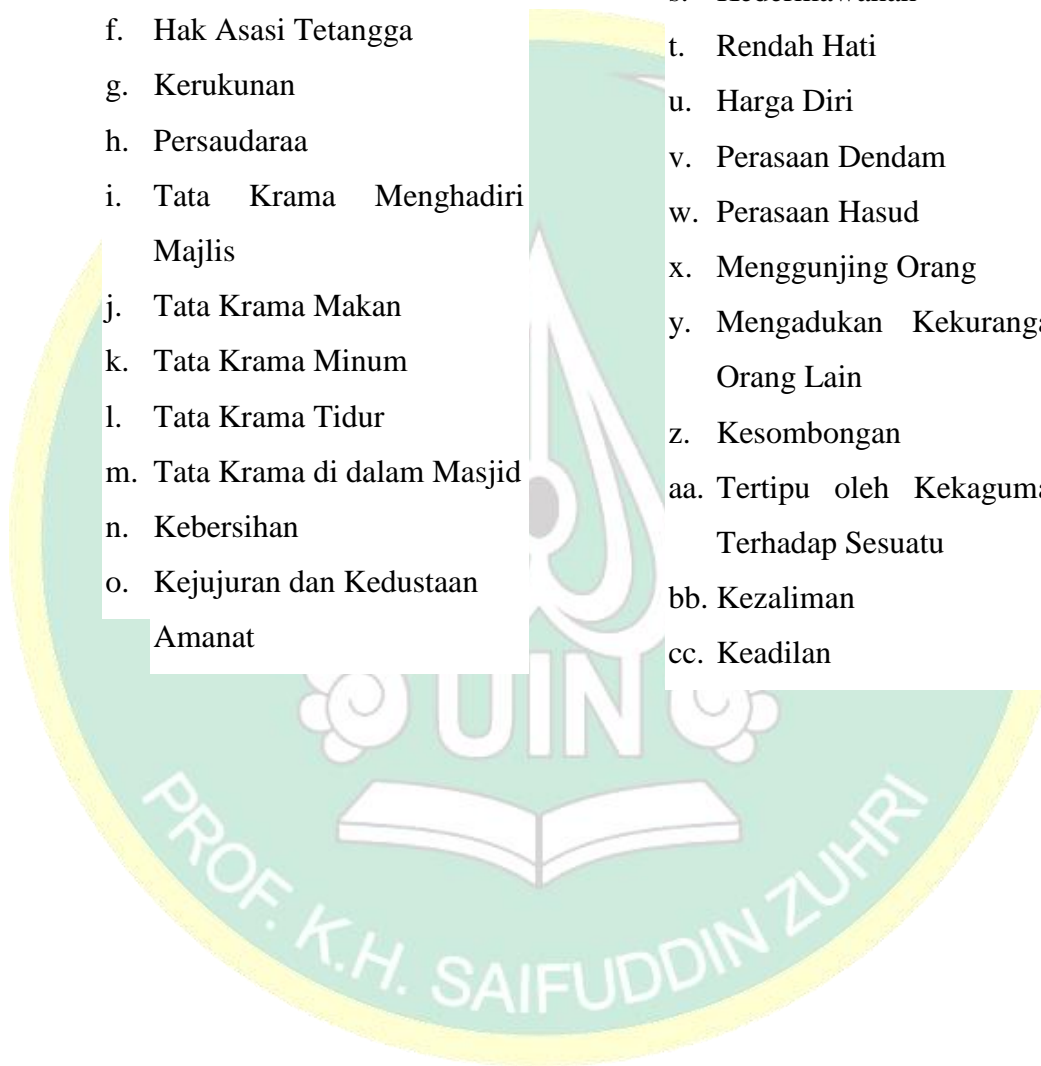 f. Hak Asasi Tetangga
g. Kerukunan
h. Persaudaraa
i. Tata Krama Menghadiri
Majlis
j. Tata Krama Makan
k. Tata Krama Minum
l. Tata Krama Tidur
m. Tata Krama di dalam Masjid
n. Kebersihan
o. Kejujuran dan Kedustaan
Amanat
t. Rendah Hati
u. Harga Diri
v. Perasaan Dendam
w. Perasaan Hasud
x. Menggunjing Orang
y. Mengadukan Kekuranga
Orang Lain
z. Kesombongan
aa. Tertipu oleh Kekaguma
Terhadap Sesuatu
bb. Kezaliman
cc. Keadilan
UIN
PROF. K.H. SAIFUDDIN ZUHRI